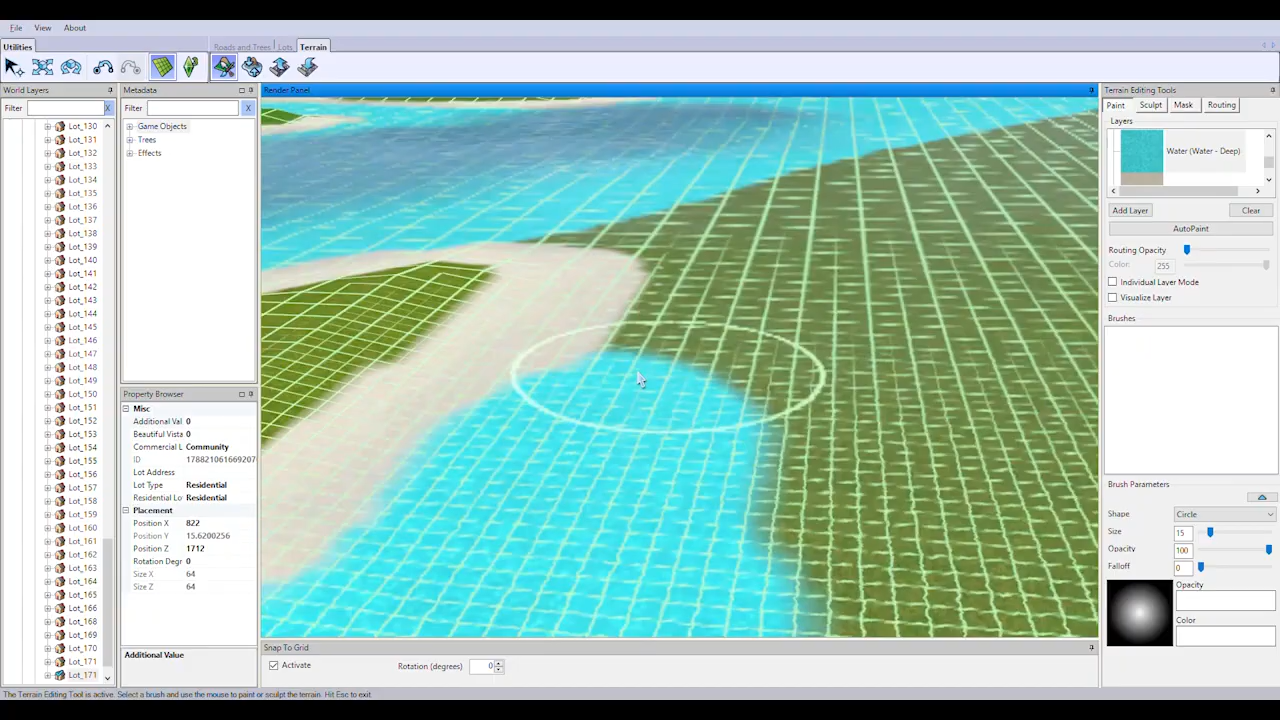 File View About
Utilities Roads and Trees Lots Terrain
World Layers
Filter X
Lot_130
Lot_131
Lot_132
Lot_133
Lot_134
Lot_135
Lot_136
Lot_137
Lot_138
Lot_139
Lot_140
Lot_141
Lot_142
Lot_143
Lot_144
Lot_145
Lot_146
Lot_147
Lot_148
Lot_149
Lot_150
Lot_151
Lot_152
Lot_153
Lot_154
Lot_155
Lot_156
Lot_157
Lot_158
Lot_159
Lot_160
Lot_161
Lot_162
Lot_163
Lot_164
Lot_165
Lot_166
Lot_168
Lot_169
Lot_170
Lot_171
Lot_171
Metadata
Filter X
Game Objects
Trees
Effects
Property Browser
Misc
Additional Val 0
Beautiful Vista 0
Commercial L Community
ID 178821061669207
Lot Address
Lot Type Residential
Residential Lo Residential
Placement
Position X 822
Position Y 15.6200256
Position Z 1712
Rotation Degr 0
Size X 64
Size Z 64
Additional Value
Render Panel
Snap To Grid
Activate Rotation (degrees) 0
Terrain Editing Tools
Paint Sculpt Mask Routing
Layers
Water (Water - Deep)
Add Layer Clear
AutoPaint
Routing Opacity
Color: 255
Individual Layer Mode
Visualize Layer
Brushes
Brush Parameters
Shape Circle
Size 15
Opacity 100
Falloff 0
Opacity
Color
The Terrain Editing Tool is active. Select a brush and use the mouse to paint or sculpt the terrain. Hit Esc to exit.